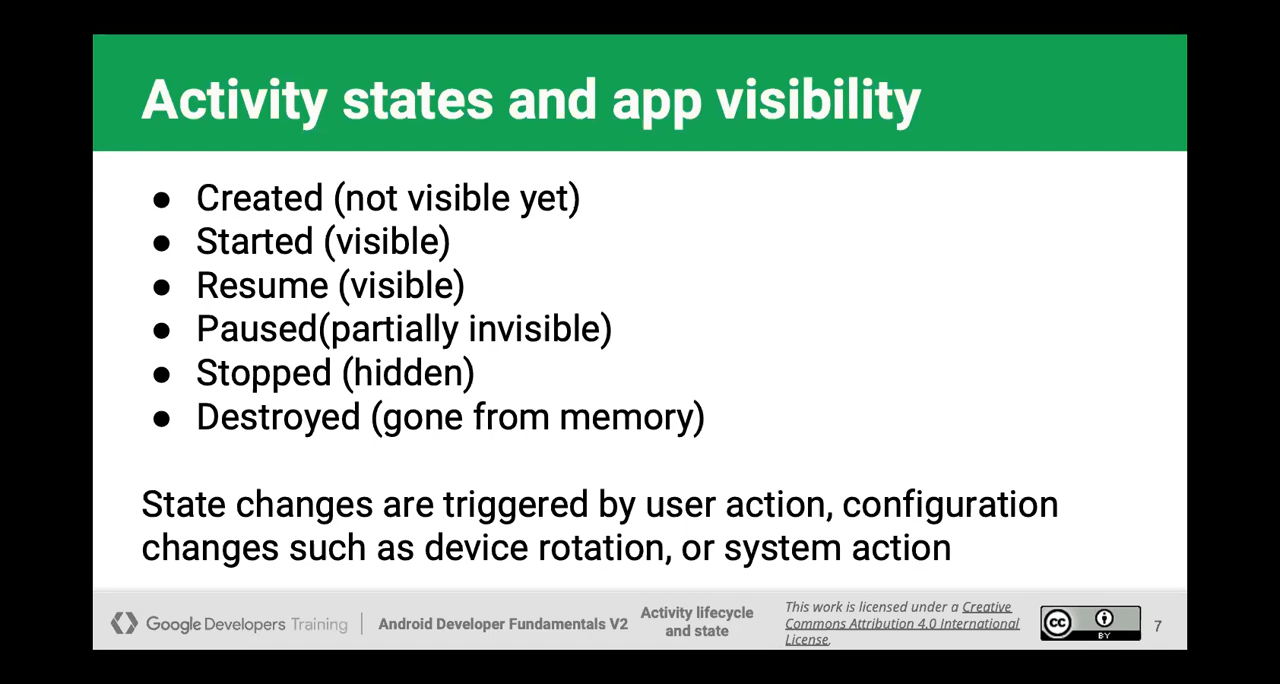 Activity states and app visibility
● Created (not visible yet)
● Started (visible)
● Resume (visible)
● Paused(partially invisible)
● Stopped (hidden)
● Destroyed (gone from memory)
State changes are triggered by user action, configuration
changes such as device rotation, or system action
Google Developers Training
Android Developer Fundamentals V2
Activity lifecycle
and state
This work is licensed under a Creative
Commons Attribution 4.0 International
License.
cc
BY
7